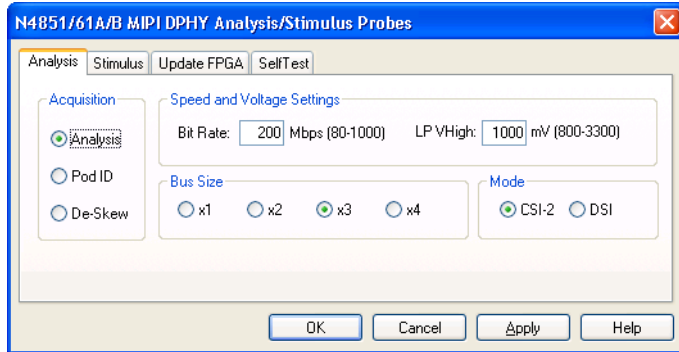 N4851/61A/B MIPI DPHY Analysis/Stimulus Probes
Analysis Stimulus Update FPGA SelfTest
Acquisition
Analysis
Pod ID
De-Skew
Speed and Voltage Settings
Bit Rate: 200 Mbps (80-1000) LP VHigh: 1000 mV (800-3300)
Bus Size
x1 x2 x3 x4
Mode
CSI-2 DSI
OK Cancel Apply Help